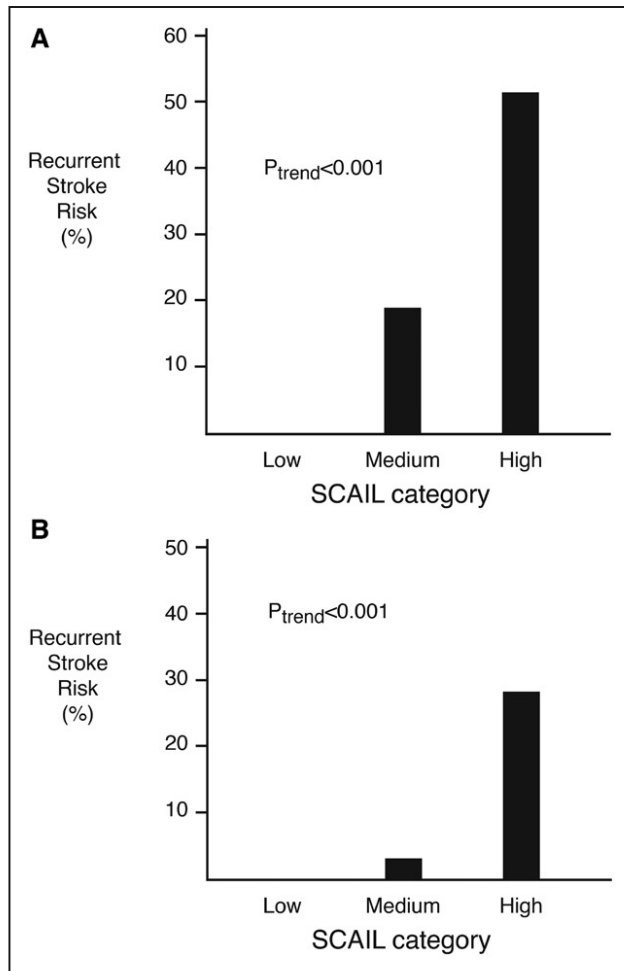 A
60
50
40
30
20
10
Recurrent
Stroke
Risk
(%)
Ptrend<0.001
Low Medium High
SCAIL category
B
50
40
30
20
10
Recurrent
Stroke
Risk
(%)
Ptrend<0.001
Low Medium High
SCAIL category